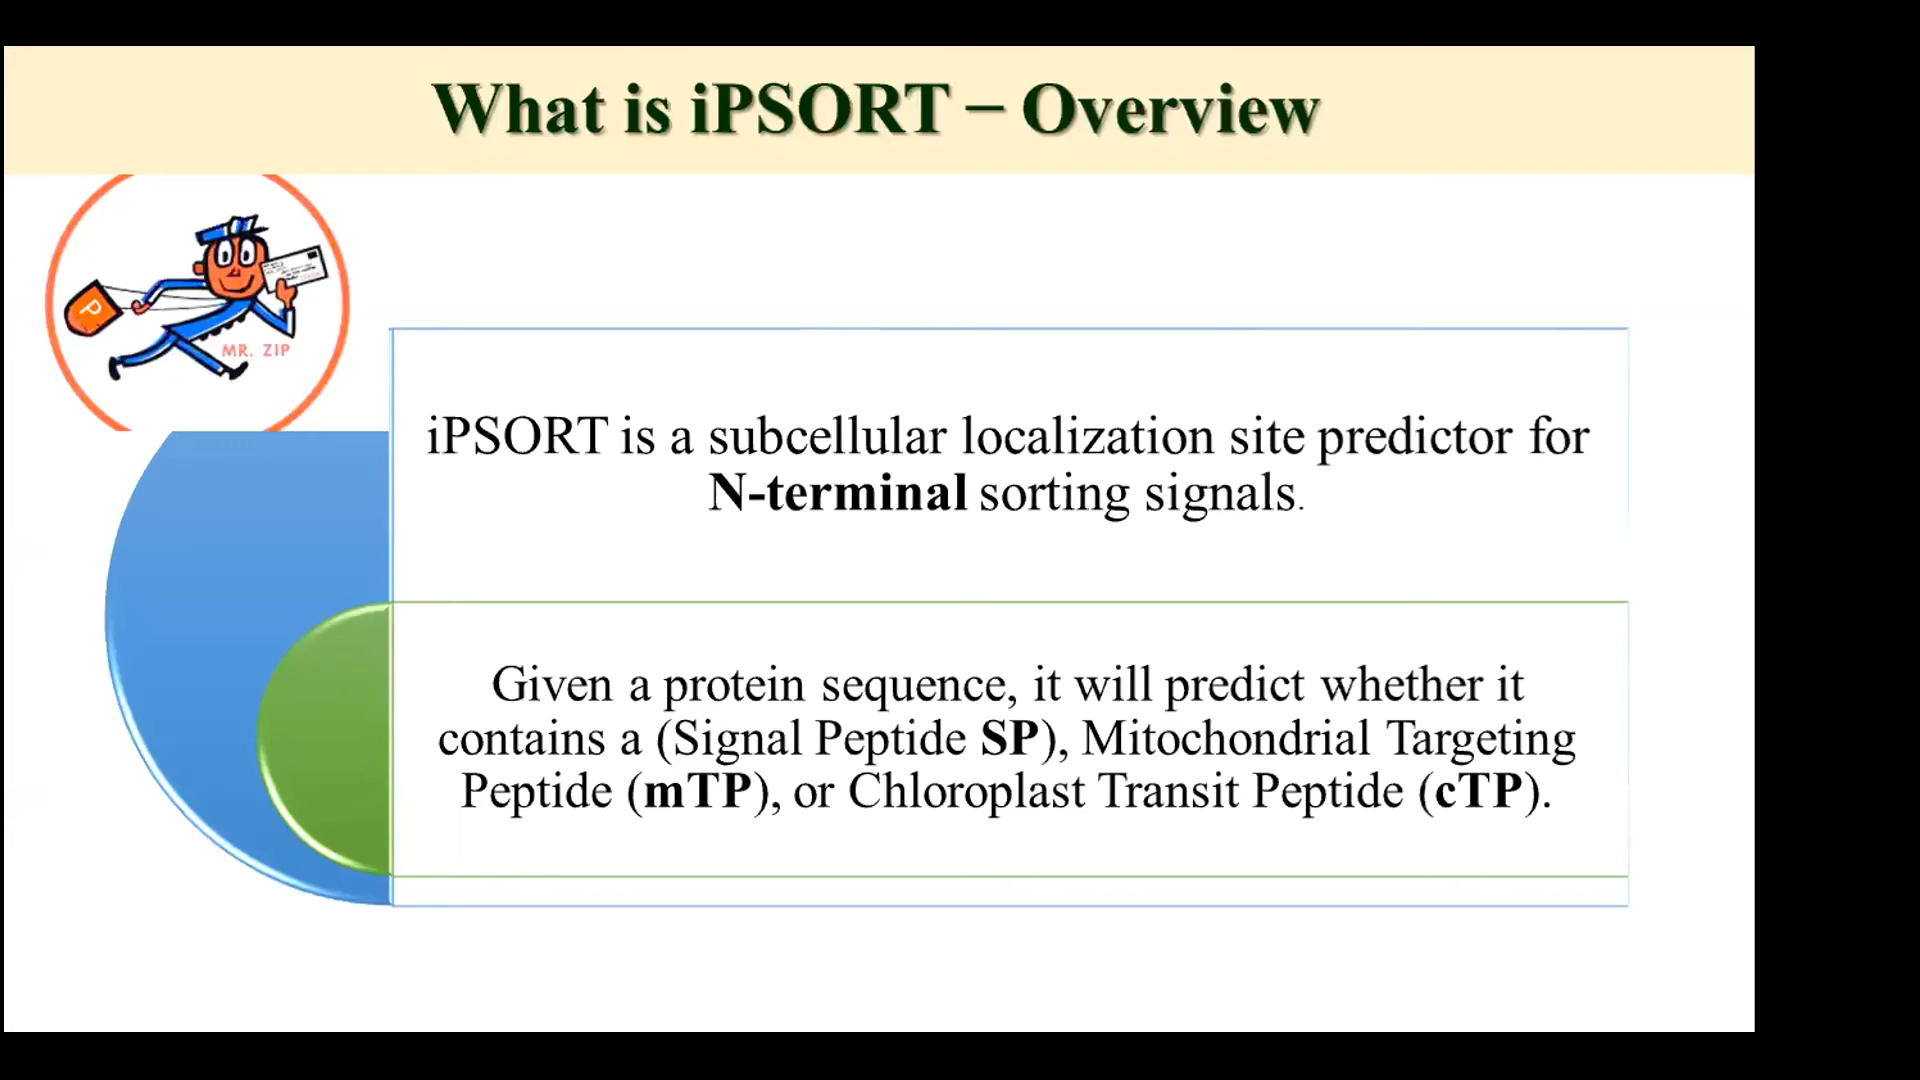 What is iPSORT – Overview
P
MR. ZIP
iPSORT is a subcellular localization site predictor for
N-terminal sorting signals.
Given a protein sequence, it will predict whether it
contains a (Signal Peptide SP), Mitochondrial Targeting
Peptide (mTP), or Chloroplast Transit Peptide (cTP).